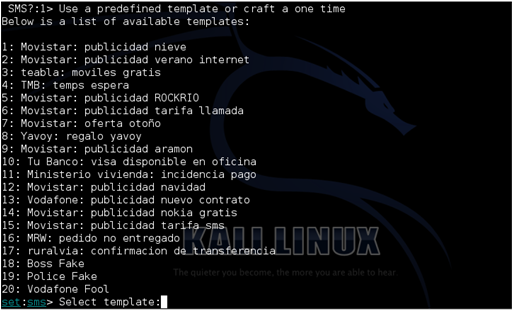 SMS?:1> Use a predefined template or craft a one time
Below is a list of available templates:
1: Movistar: publicidad nieve
2: Movistar: publicidad verano internet
3: teabla: moviles gratis
4: TMB: temps espera
5: Movistar: publicidad ROCKRIO
6: Movistar: publicidad tarifa llamada
7: Movistar: oferta otoño
8: Yavoy: regalo yavoy
9: Movistar: publicidad aramon
10: Tu Banco: visa disponible en oficina
11: Ministerio vivienda: incidencia pago
12: Movistar: publicidad navidad
13: Vodafone: publicidad nuevo contrato
14: Movistar: publicidad nokia gratis
15: Movistar: publicidad tarifa sms
16: MRW: pedido no entregado
17: ruralvia: confirmacion de transferencia
18: Boss Fake
19: Police Fake
20: Vodafone Fool
set:sms> Select template:
KALI LINUX
The quieter you become, the more you are able to hear